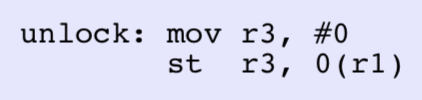 unlock: mov r3, #0
st r3, 0(r1)